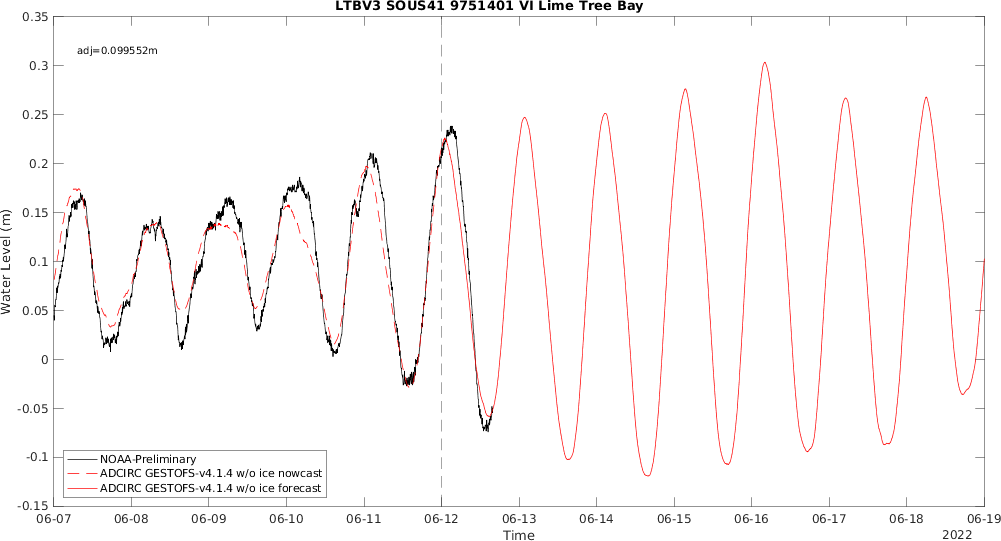 LTBV3 SOUS41 9751401 VI Lime Tree Bay
adj=0.099552m
0.35
0.3
0.25
0.2
0.15
0.1
0.05
0
-0.05
-0.1
-0.15
Water Level (m)
NOAA-Preliminary
ADCIRC GESTOFS-v4.1.4 w/o ice nowcast
ADCIRC GESTOFS-v4.1.4 w/o ice forecast
06-07 06-08 06-09 06-10 06-11 06-12 06-13 06-14 06-15 06-16 06-17 06-18 06-19
Time
2022